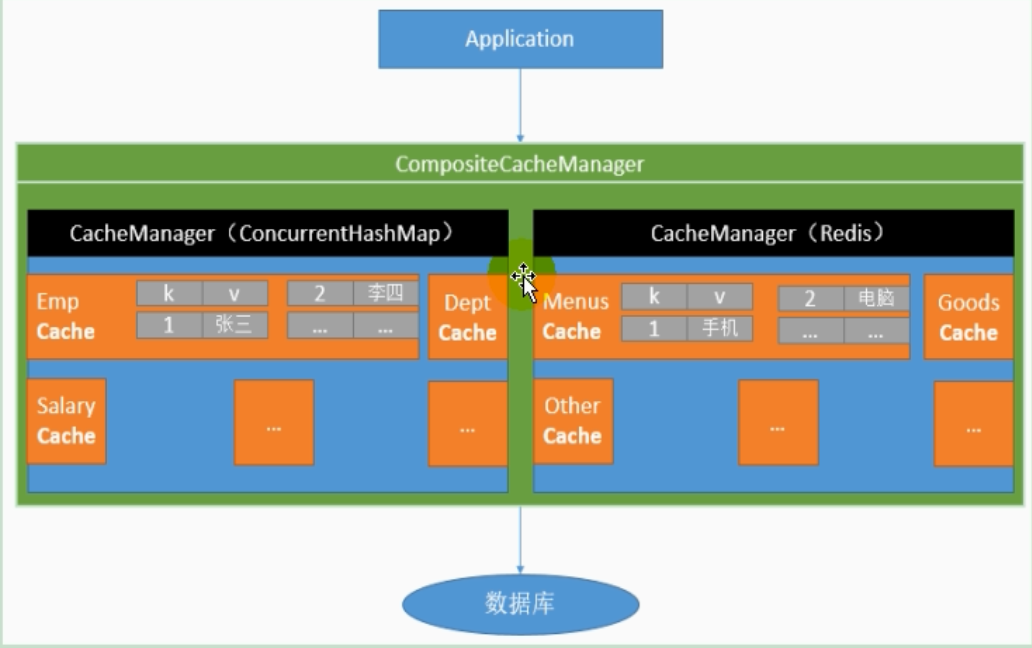 Application
CompositeCacheManager
CacheManager（ConcurrentHashMap）
Emp
Cache
k v
1 张三
2 李四
... ...
Dept
Cache
Salary
Cache
...
...
CacheManager（Redis）
Menus
Cache
k v
1 手机
2 电脑
... ...
Goods
Cache
Other
Cache
...
...
数据库